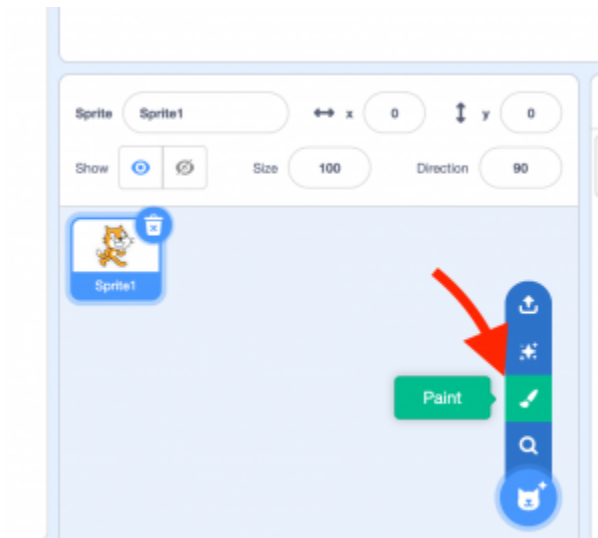 Sprite Sprite1 x 0 y 0
Show Size 100 Direction 90
Sprite1
Paint